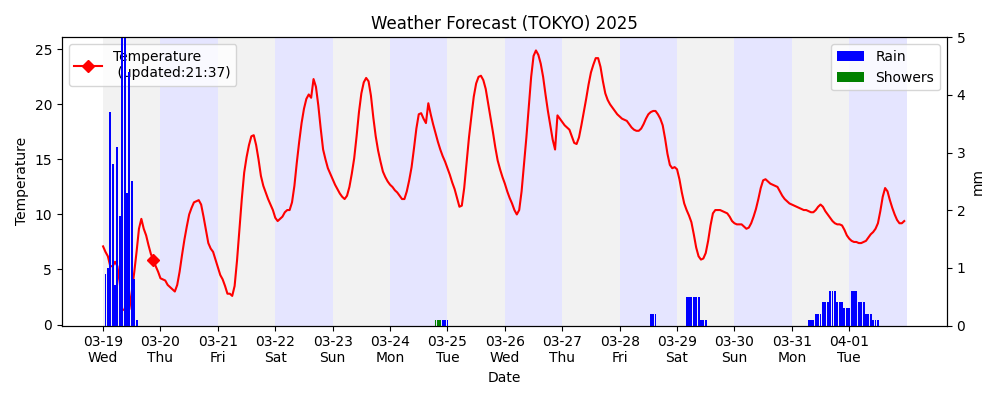 Weather Forecast (TOKYO) 2025
Temperature
(updated:21:37)
Rain
Showers
Temperature
25
20
15
10
5
0
5
4
3
2
1
0
mm
03-19 03-20 03-21 03-22 03-23 03-24 03-25 03-26 03-27 03-28 03-29 03-30 03-31 04-01
Wed Thu Fri Sat Sun Mon Tue Wed Thu Fri Sat Sun Mon Tue
Date